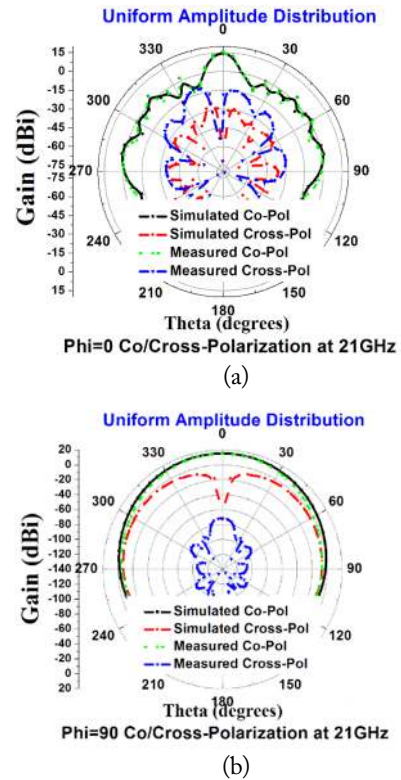 Uniform Amplitude Distribution
0
330 30
300 60
270 90
240 120
210 150
180
15
0
-15
-30
-45
-60
-75
-60
-45
-30
-15
0
15
Gain (dBi)
Simulated Co-Pol
Simulated Cross-Pol
Measured Co-Pol
Measured Cross-Pol
Theta (degrees)
Phi=0 Co/Cross-Polarization at 21GHz
(a)
Uniform Amplitude Distribution
0
330 30
300 60
270 90
240 120
210 150
180
20
0
-20
-40
-60
-80
-100
-120
-140
-120
-100
-80
-60
-40
-20
0
20
Gain (dBi)
Simulated Co-Pol
Simulated Cross-Pol
Measured Co-Pol
Measured Cross-Pol
Theta (degrees)
Phi=90 Co/Cross-Polarization at 21GHz
(b)